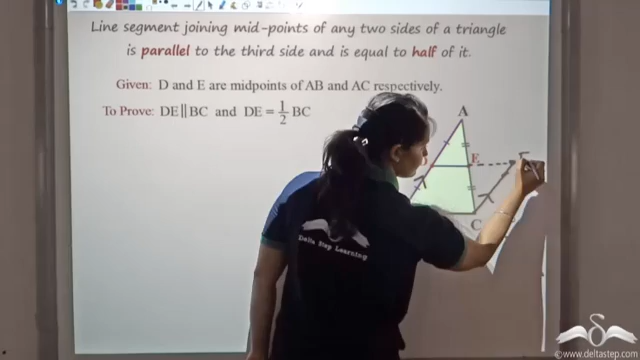 Line segment joining mid-points of any two sides of a triangle
is parallel to the third side and is equal to half of it.
Given: D and E are midpoints of AB and AC respectively.
To Prove: DE||BC and DE = 1/2 BC
A
E
F
C
Delta Step Learning
©www.deltastep.com